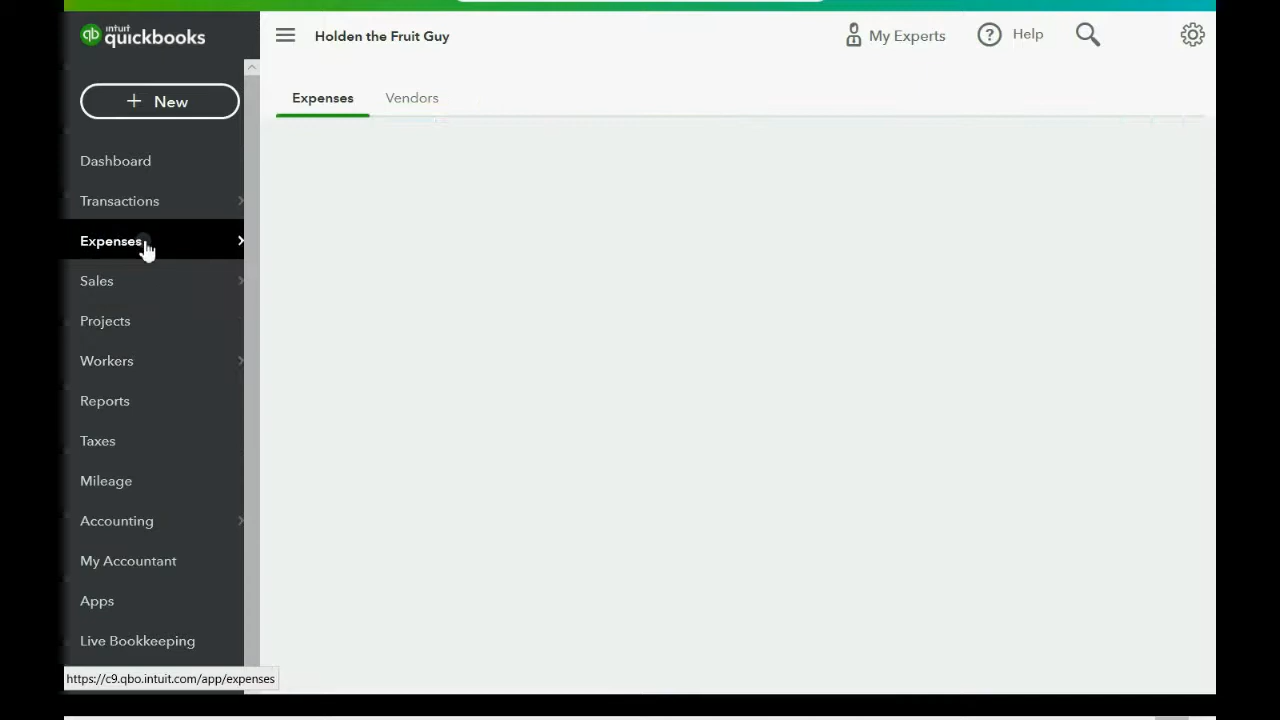 intuit
quickbooks
Holden the Fruit Guy
My Experts
Help
New
Expenses
Vendors
Dashboard
Transactions
Expenses
Sales
Projects
Workers
Reports
Taxes
Mileage
Accounting
My Accountant
Apps
Live Bookkeeping
https://c9.qbo.intuit.com/app/expenses